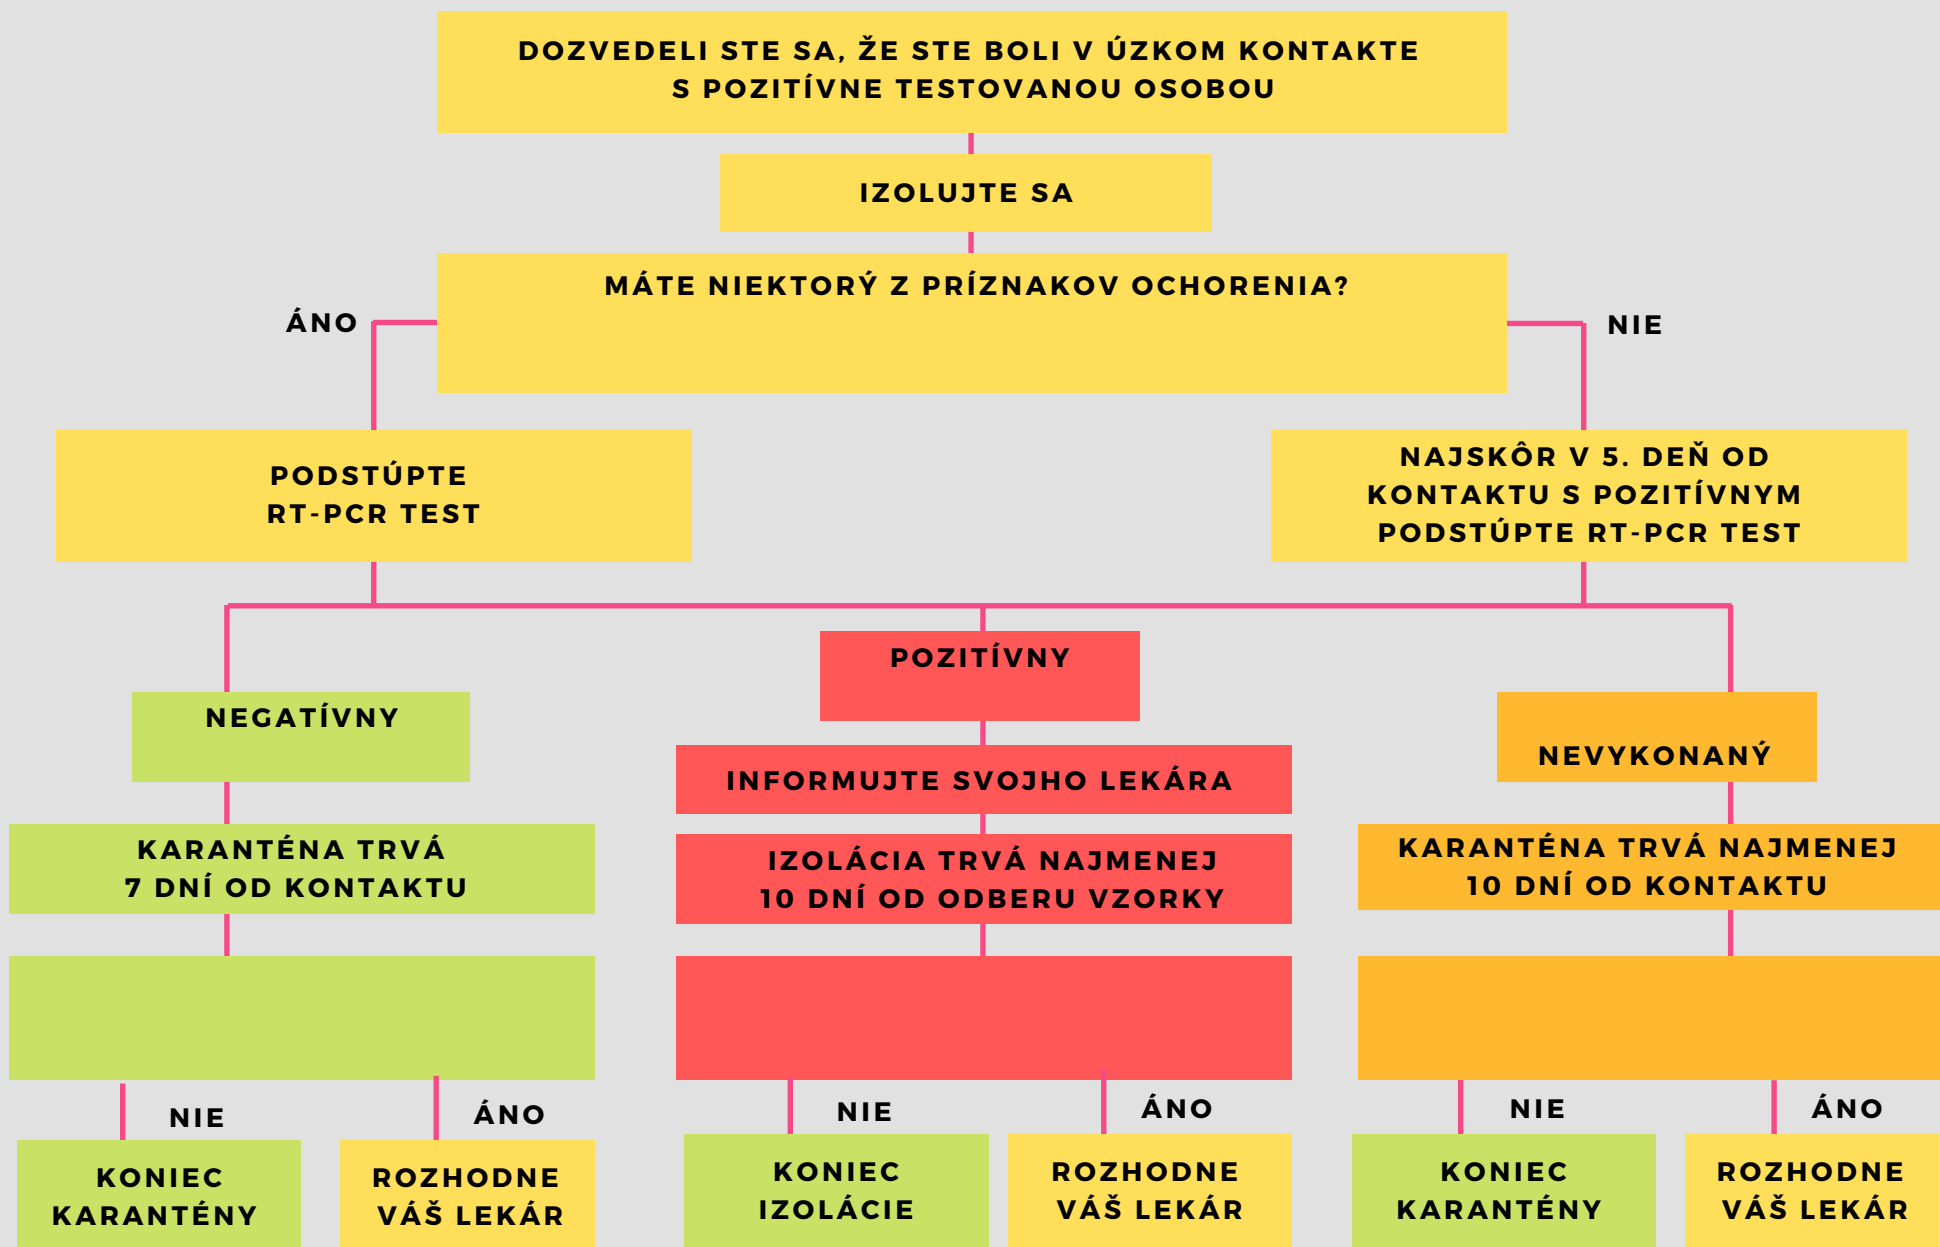 DOZVEDELI STE SA, ŽE STE BOLI V ÚZKOM KONTAKTE
S POZITÍVNE TESTOVANOU OSOBOU
IZOLUJTE SA
MÁTE NIEKTORÝ Z PRÍZNAKOV OCHORENIA?
ÁNO
NIE
PODSTÚPTE
RT-PCR TEST
NAJSKÔR V 5. DEŇ OD
KONTAKTU S POZITÍVNYM
PODSTÚPTE RT-PCR TEST
NEGATÍVNY
POZITÍVNY
NEVYKONANÝ
INFORMUJTE SVOJHO LEKÁRA
KARANTÉNA TRVÁ
7 DNÍ OD KONTAKTU
IZOLÁCIA TRVÁ NAJMENEJ
10 DNÍ OD ODBERU VZORKY
KARANTÉNA TRVÁ NAJMENEJ
10 DNÍ OD KONTAKTU
NIE
ÁNO
NIE
ÁNO
NIE
ÁNO
KONIEC
KARANTÉNY
ROZHODNE
VÁŠ LEKÁR
KONIEC
IZOLÁCIE
ROZHODNE
VÁŠ LEKÁR
KONIEC
KARANTÉNY
ROZHODNE
VÁŠ LEKÁR